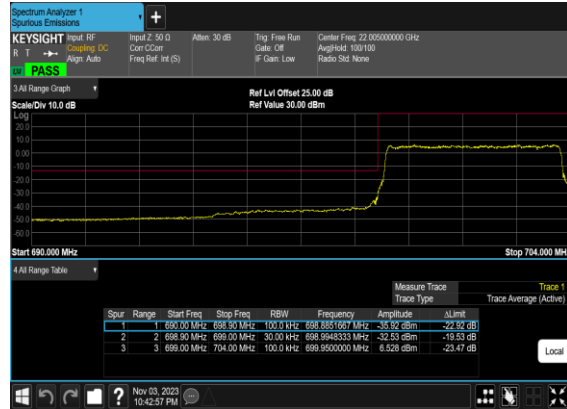 Spectrum Analyzer 1
Spurious Emissions
+
KEYSIGHT Input: RF Input Z: 50 Ω Atten: 30 dB Trig: Free Run Center Freq: 22.005000000 GHz
R T Coupling: DC Corr CCorr Gate: Off Avg|Hold: 100/100
Align: Auto Freq Ref: Int (S) IF Gain: Low Radio Std: None
PASS
3 All Range Graph
Ref Lvl Offset 25.00 dB
Scale/Div 10.0 dB Ref Value 30.00 dBm
Log
20.0
10.0
0.00
-10.0
-20.0
-30.0
-40.0
-50.0
-60.0
Start 690.000 MHz Stop 704.000 MH
4 All Range Table
Measure Trace Trace 1
Trace Type Trace Average (Active)
Spur Range Start Freq Stop Freq RBW Frequency Amplitude ΔLimit
1 1 690.00 MHz 698.90 MHz 100.0 kHz 698.8851667 MHz -35.92 dBm -22.92 dB
2 2 698.90 MHz 699.00 MHz 30.00 kHz 698.9948333 MHz -32.53 dBm -19.53 dB
3 3 699.00 MHz 704.00 MHz 100.0 kHz 699.9500000 MHz 6.528 dBm -23.47 dB
Local
?
Nov 03, 2023
10:42:57 PM